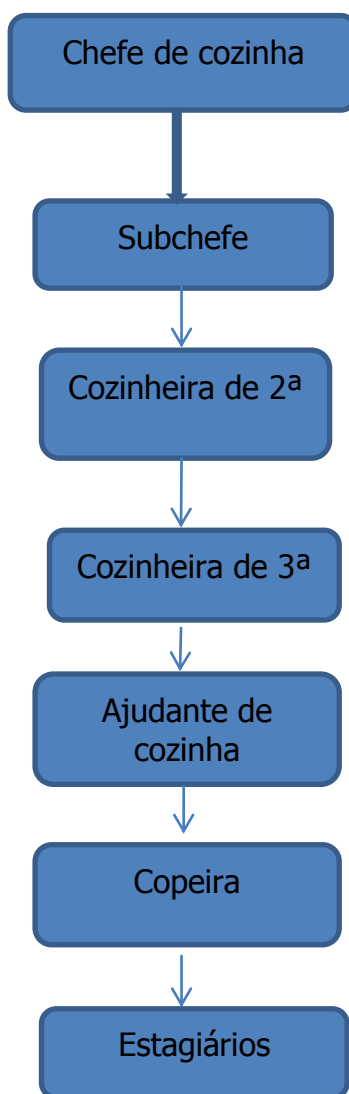 Chefe de cozinha
Subchefe
Cozinheira de 2ª
Cozinheira de 3ª
Ajudante de
cozinha
Copeira
Estagiários